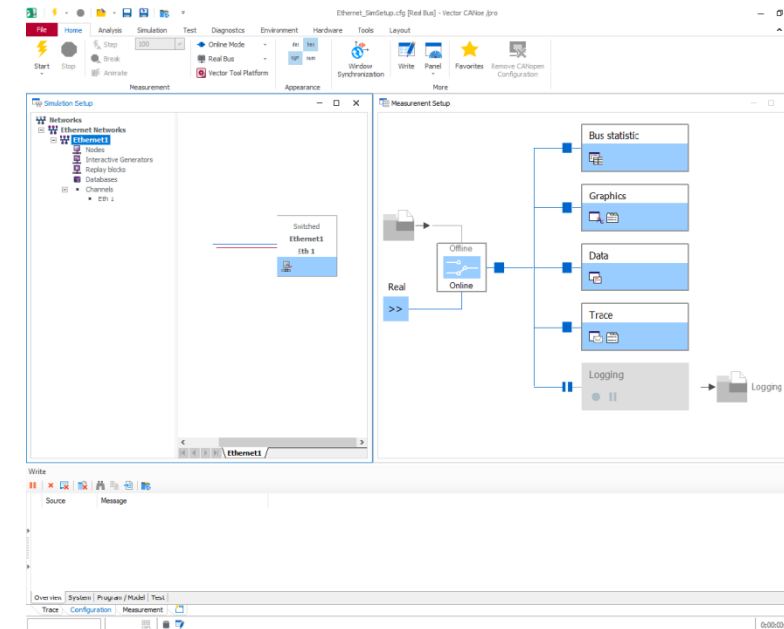 Ethernet_SimSetup.cfg [Real Bus] - Vector CANoe /pro
File Home Analysis Simulation Test Diagnostics Environment Hardware Tools Layout
Start
Stop
Step 100
Break
Animate
Online Mode
Real Bus
Vector Tool Platform
sym num
Window Synchronization
Write
Panel
Favorites
Remove CANopen Configuration
Measurement
Appearance
More
Simulation Setup
Networks
Ethernet Networks
Ethernet1
Nodes
Interactive Generators
Replay blocks
Databases
Channels
Eth 1
Switched
Ethernet1
Eth 1
Ethernet1
Measurement Setup
Offline
Online
Real
>>
Bus statistic
Graphics
Data
Trace
Logging
Logging
Write
Source Message
Overview System Program / Model Test
Trace Configuration Measurement